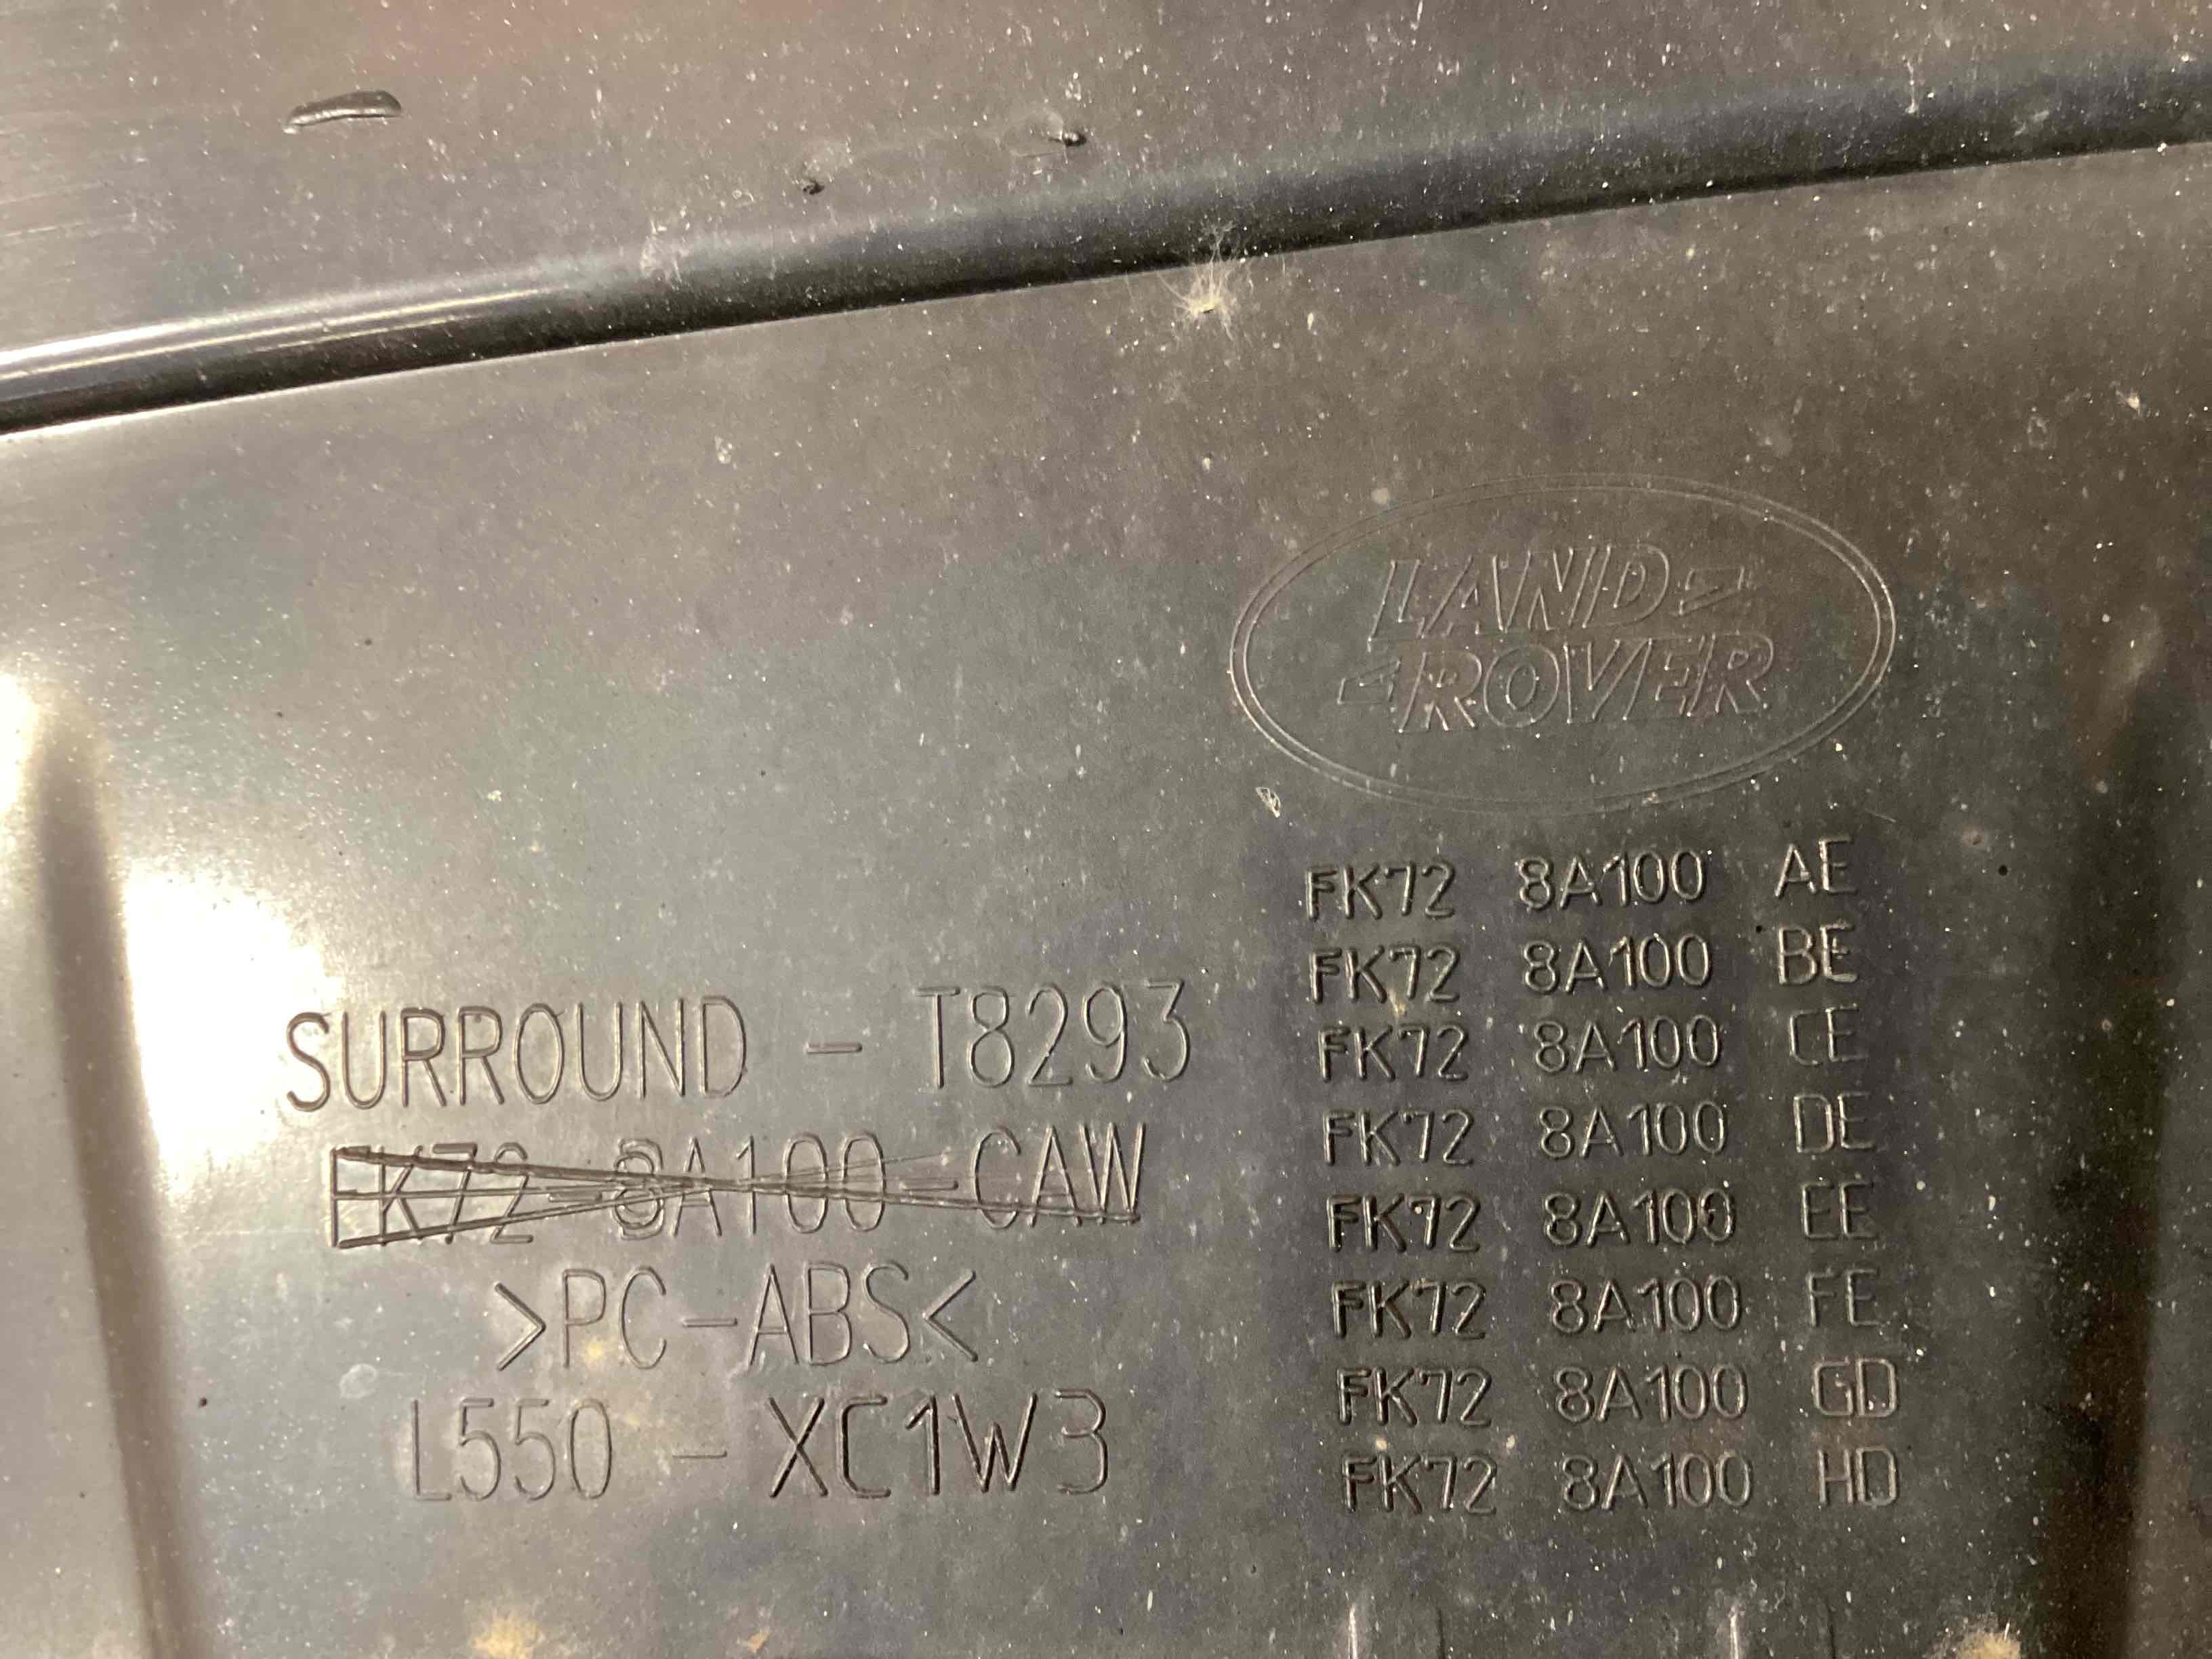 LAND
ROVER
FK72 8A100 AE
FK72 8A100 BE
FK72 8A100 CE
FK72 8A100 DE
FK72 8A100 EE
FK72 8A100 FE
FK72 8A100 GD
FK72 8A100 HD
SURROUND - T8293
FK72-8A100-CAW
>PC-ABS<
L550 - XC1W3